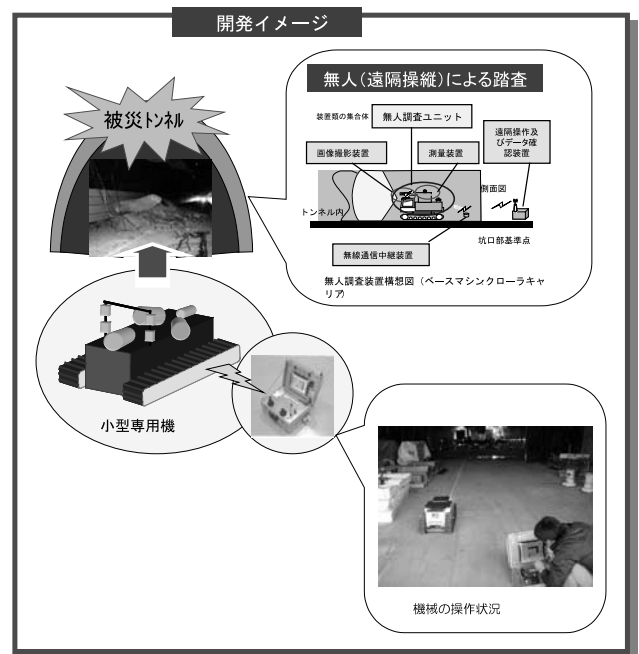 開発イメージ
無人(遠隔操縦)による踏査
被災トンネル
装置類の集合体
無人調査ユニット
遠隔操作及
びデータ確
認装置
画像撮影装置
測量装置
側面図
トンネル内
坑口部基準点
無線通信中継装置
無人調査装置構想図(ベースマシンクローラキャ
リア)
小型専用機
機械の操作状況